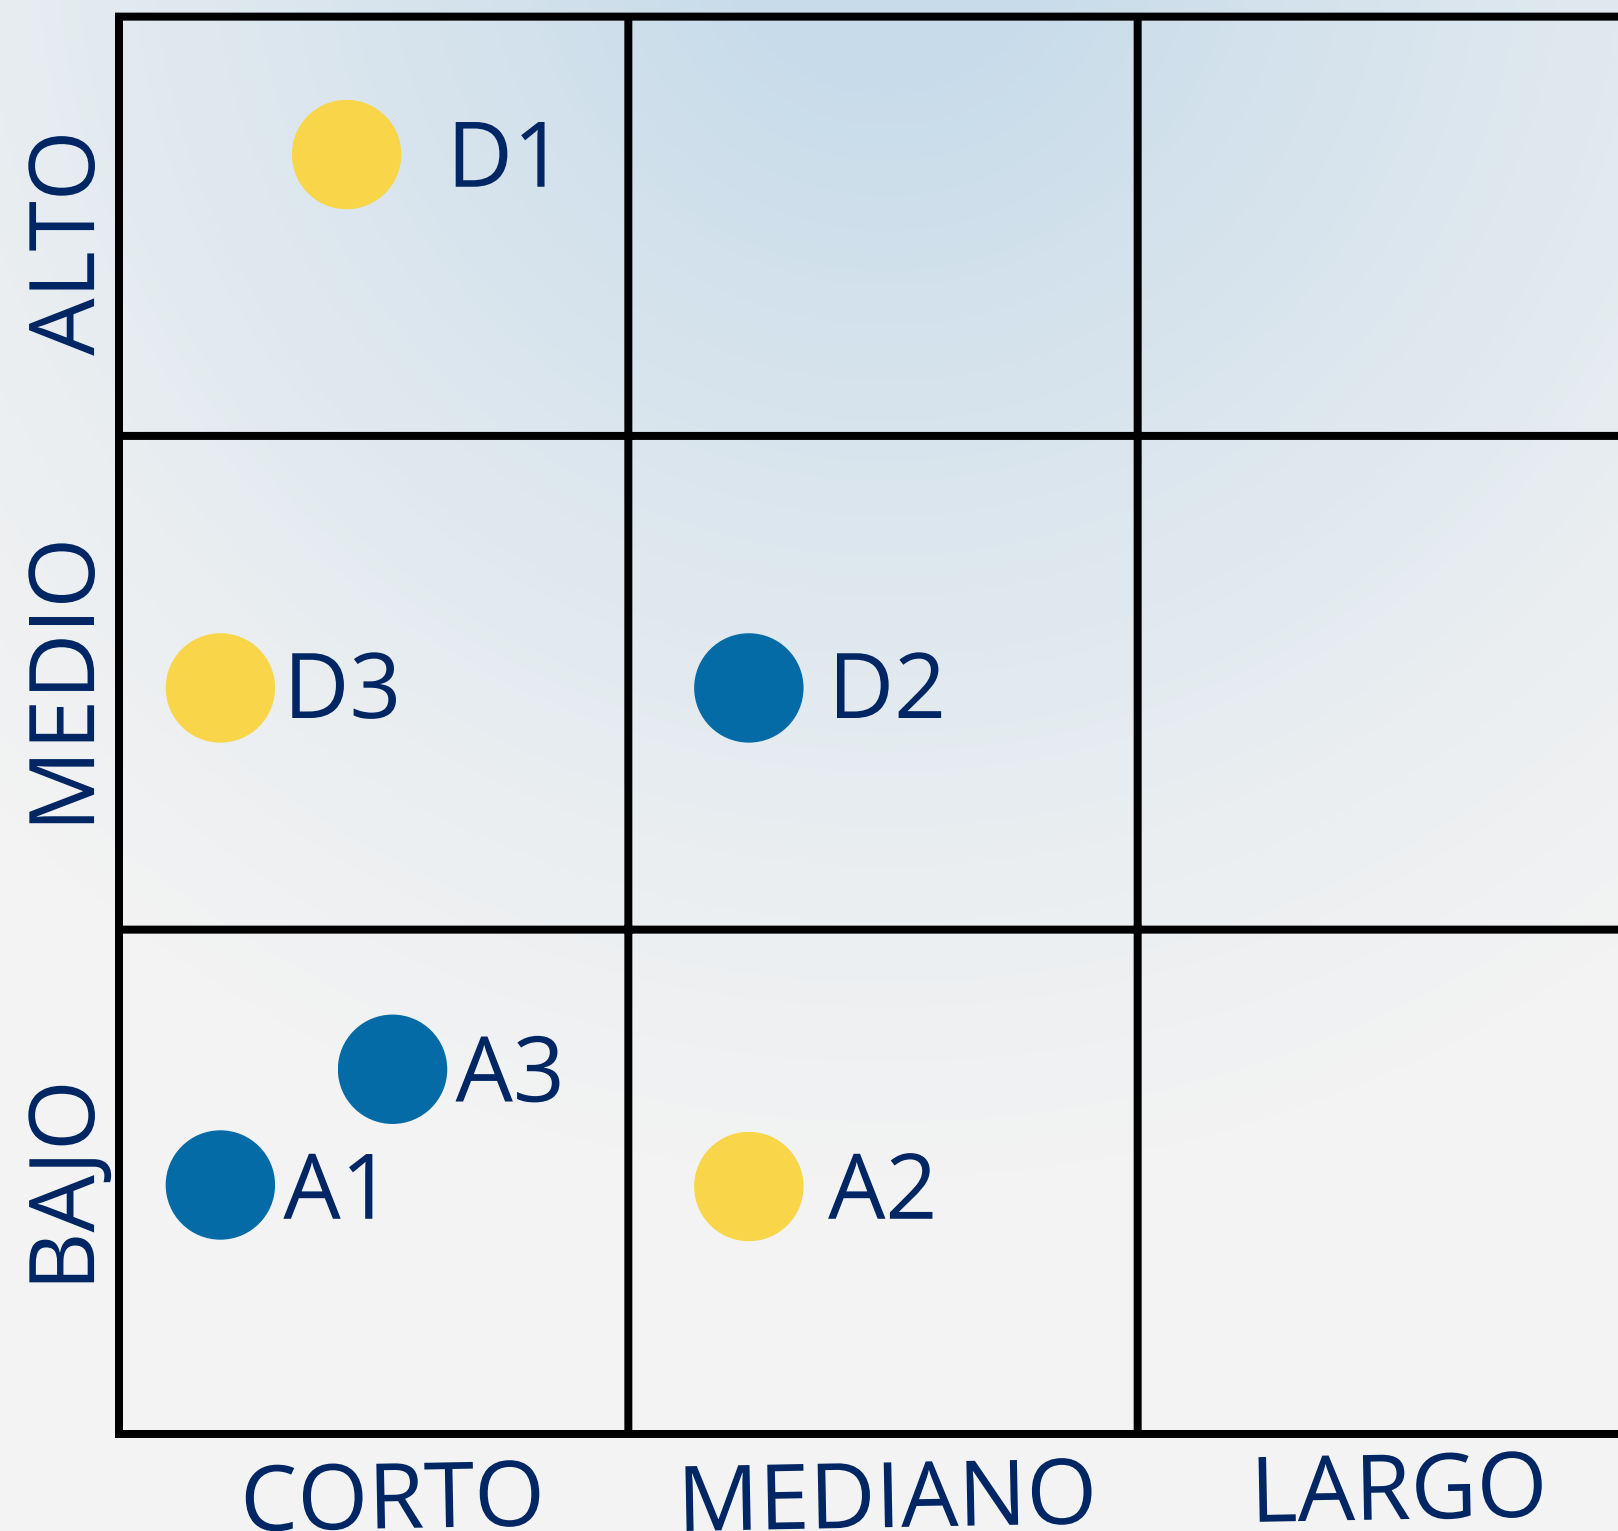 ALTO
D1
MEDIO
D3
D2
BAJO
A3
A1
A2
CORTO
MEDIANO
LARGO